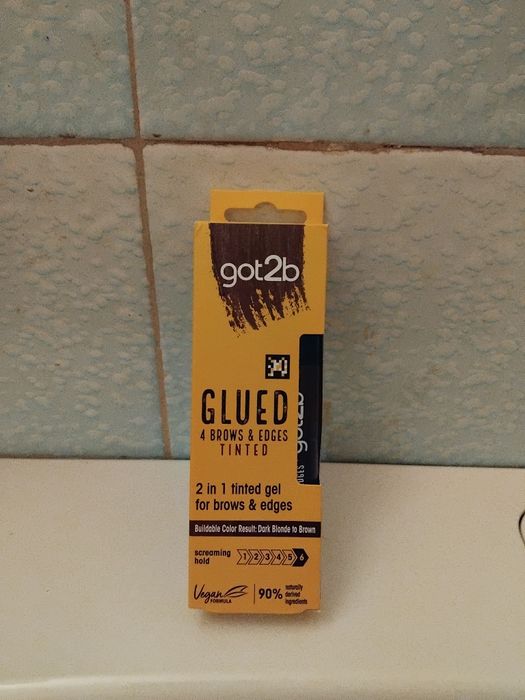 got2b
GLUED
4 BROWS & EDGES
TINTED
got2b
2 in 1 tinted gel
for brows & edges
Buildable Color Result: Dark Blonde to Brown
screaming
hold
1 2 3 4 5 6
Vegan
FORMULA
90%
naturally
derived
ingredients